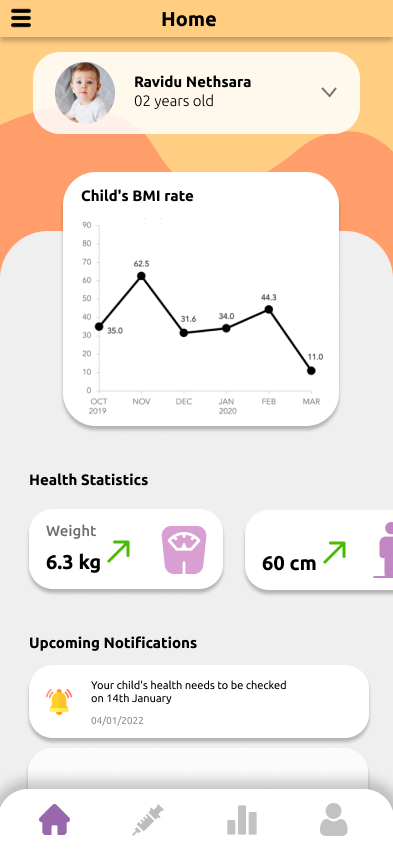 Home
Ravidu Nethsara
02 years old
Child's BMI rate
90
80
70
60
50
40
30
20
10
0
35.0
62.5
31.6
34.0
44.3
11.0
OCT
2019
NOV
DEC
JAN
2020
FEB
MAR
Health Statistics
Weight
6.3 kg
60 cm
Upcoming Notifications
Your child's health needs to be checked
on 14th January
04/01/2022